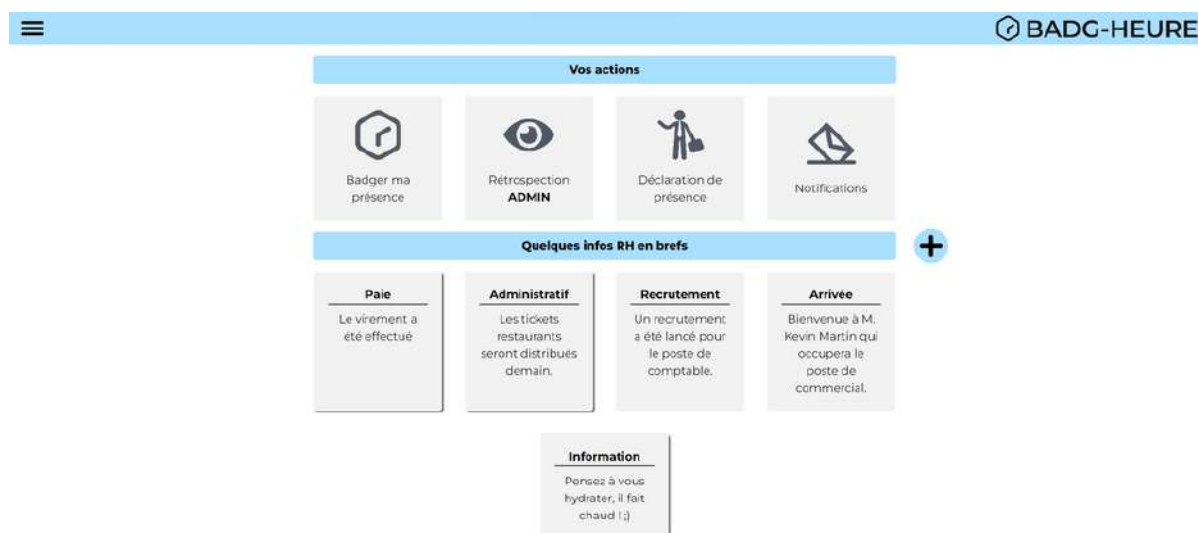 BADG-HEURE
Vos actions
Badger ma
présence
Rétrospection
ADMIN
Déclaration de
présence
Notifications
Quelques infos RH en brefs
Paie
Le virement a
été effectué
Administratif
Les tickets
restaurants
seront distribués
demain.
Recrutement
Un recrutement
a été lancé pour
le poste de
comptable.
Arrivée
Bienvenue à M.
Kevin Martin qui
occupera le
poste de
commercial.
Information
Pensez à vous
hydrater, il fait
chaud ! ;)